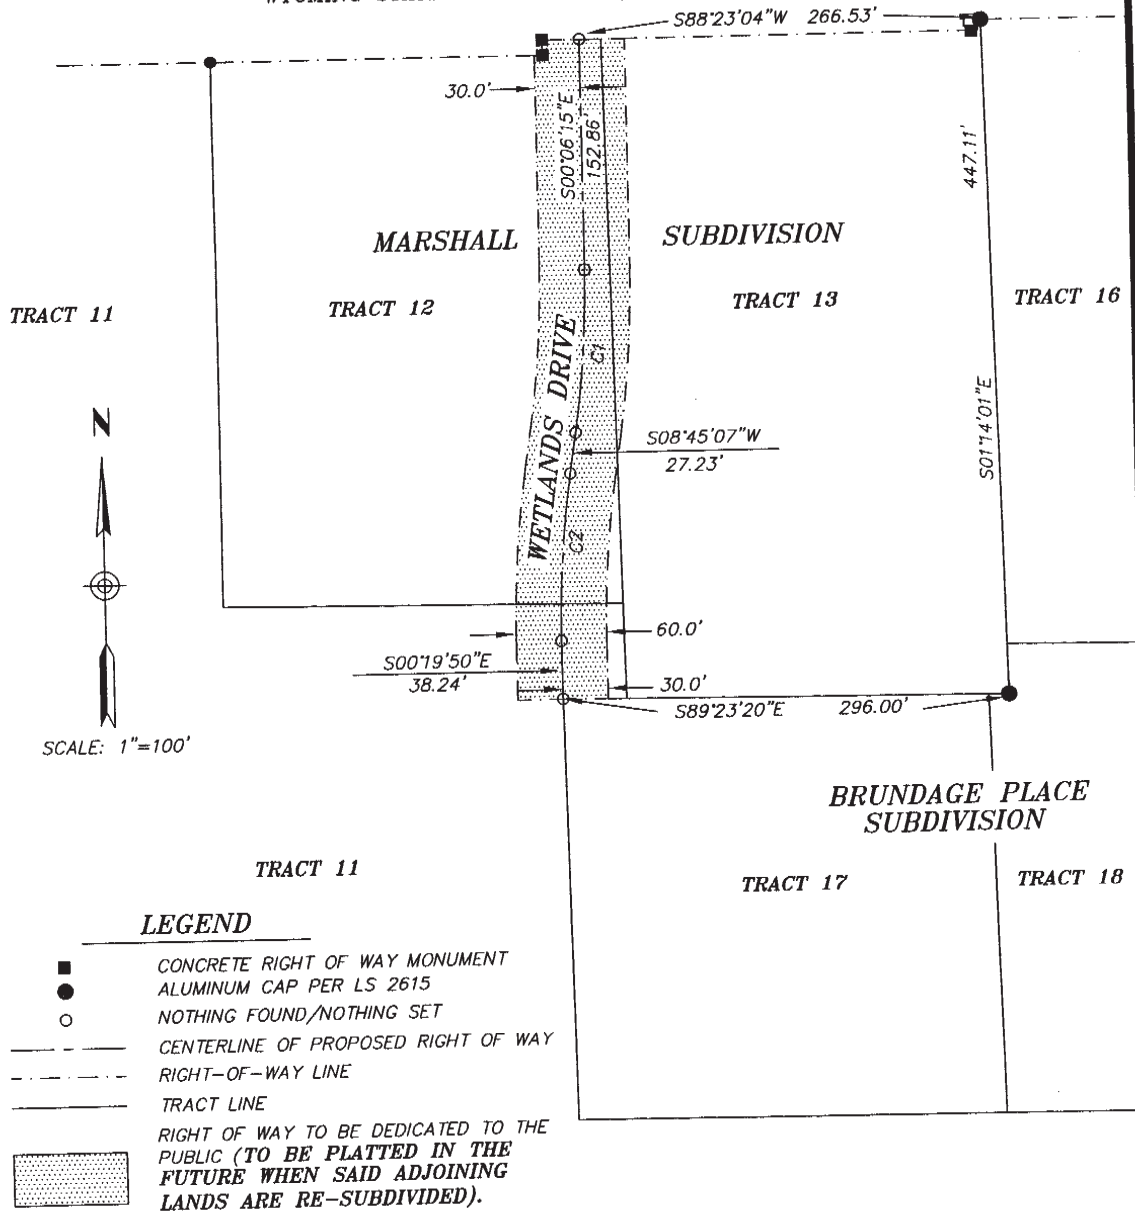 S88°23'04"W 266.53'
30.0'
S00°06'15"E
152.86'
447.11'
MARSHALL SUBDIVISION
TRACT 11
TRACT 12
TRACT 13
TRACT 16
WETLANDS DRIVE
C1
S01°14'01"E
N
S08°45'07"W
27.23'
C2
60.0'
S00°19'50"E
38.24'
30.0'
S89°23'20"E 296.00'
SCALE: 1"=100'
BRUNDAGE PLACE
SUBDIVISION
TRACT 11
TRACT 17
TRACT 18
LEGEND
CONCRETE RIGHT OF WAY MONUMENT
ALUMINUM CAP PER LS 2615
NOTHING FOUND/NOTHING SET
CENTERLINE OF PROPOSED RIGHT OF WAY
RIGHT-OF-WAY LINE
TRACT LINE
RIGHT OF WAY TO BE DEDICATED TO THE
PUBLIC (TO BE PLATTED IN THE
FUTURE WHEN SAID ADJOINING
LANDS ARE RE-SUBDIVIDED).